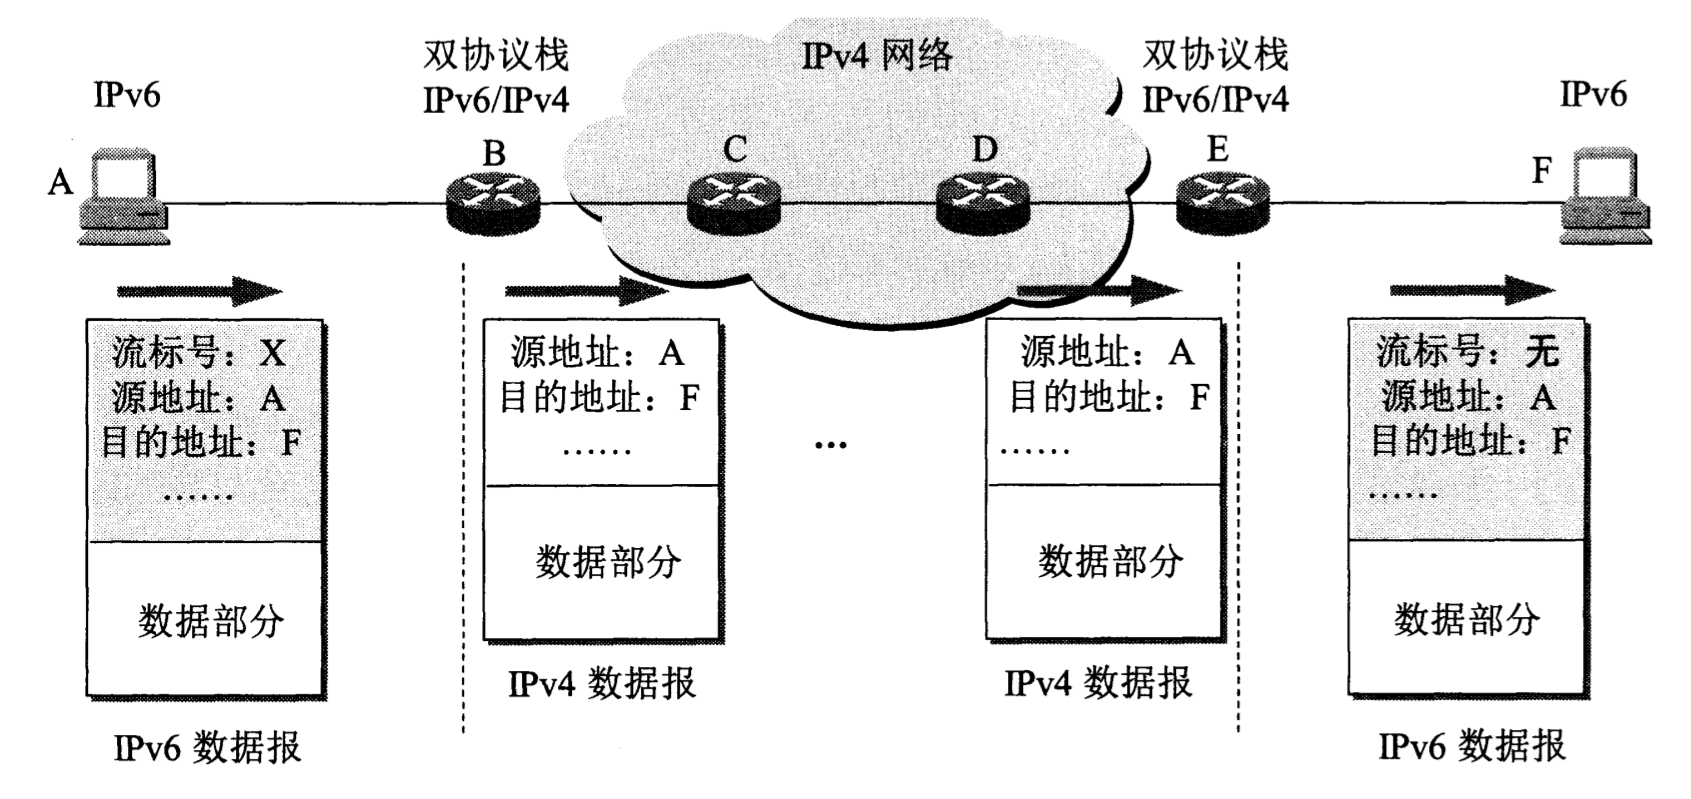 IPv4 网络
双协议栈
IPv6/IPv4
双协议栈
IPv6/IPv4
IPv6
IPv6
A
B
C
D
E
F
流标号：X
源地址：A
目的地址：F
……
数据部分
IPv6 数据报
源地址：A
目的地址：F
……
数据部分
IPv4 数据报
...
源地址：A
目的地址：F
……
数据部分
IPv4 数据报
流标号：无
源地址：A
目的地址：F
……
数据部分
IPv6 数据报